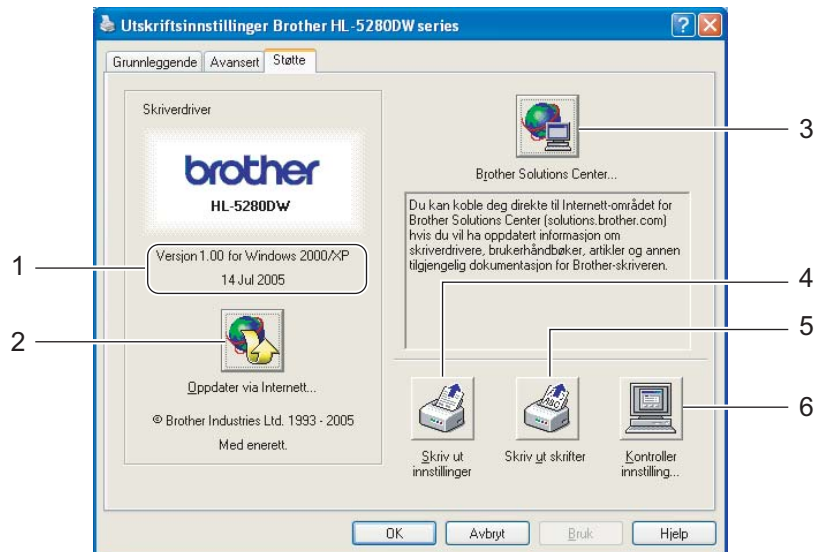 Utskriftsinnstillinger Brother HL-5280DW series
Grunnleggende Avansert Støtte
Skriverdriver
brother
HL-5280DW
1
Versjon 1.00 for Windows 2000/XP
14 Jul 2005
2
Oppdater via Internett...
© Brother Industries Ltd. 1993 - 2005
Med enerett.
3
Brother Solutions Center...
Du kan koble deg direkte til Internett-området for
Brother Solutions Center (solutions.brother.com)
hvis du vil ha oppdatert informasjon om
skriverdrivere, brukerhåndbøker, artikler og annen
tilgjengelig dokumentasjon for Brother-skriveren.
4
5
6
Skriv ut
innstillinger
ABC
Skriv ut skrifter
Kontroller
innstilling...
OK Avbryt Bruk Hjelp